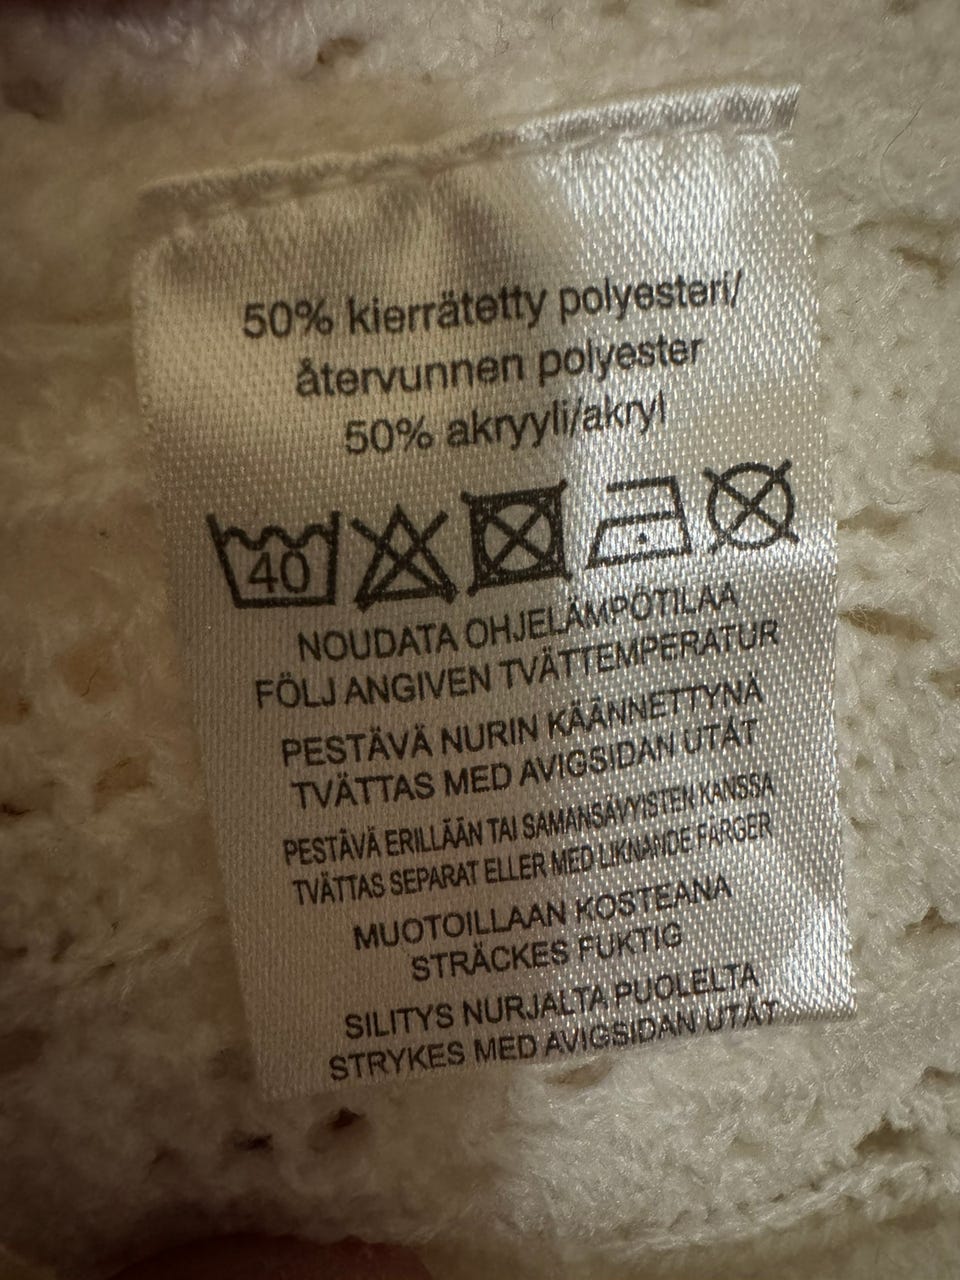 50% kierrätetty polyesteri/
återvunnen polyester
50% akryyli/akryl
40
NOUDATA OHJELÄMPÖTILAA
FÖLJ ANGIVEN TVÄTTEMPERATUR
PESTÄVÄ NURIN KÄÄNNETTYNÄ
TVÄTTAS MED AVIGSIDAN UTÅT
PESTÄVÄ ERILLÄÄN TAI SAMANSÄVYISTEN KANSSA
TVÄTTAS SEPARAT ELLER MED LIKNANDE FÄRGER
MUOTOILLAAN KOSTEANA
STRÄCKES FUKTIG
SILITYS NURJALTA PUOLELTA
STRYKES MED AVIGSIDAN UTÅT